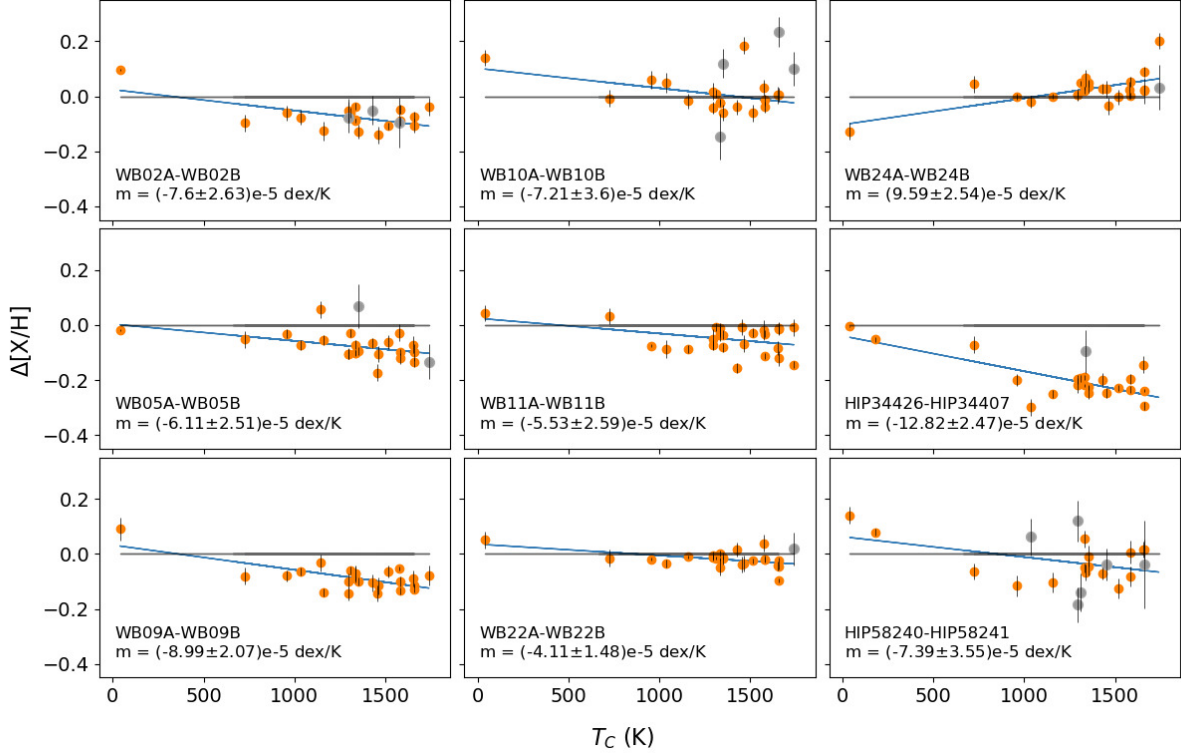 0.2
0.0
−0.2
−0.4
WB02A-WB02B
m = (-7.6±2.63)e-5 dex/K
WB10A-WB10B
m = (-7.21±3.6)e-5 dex/K
WB24A-WB24B
m = (9.59±2.54)e-5 dex/K
Δ[X/H]
0.2
0.0
−0.2
−0.4
WB05A-WB05B
m = (-6.11±2.51)e-5 dex/K
WB11A-WB11B
m = (-5.53±2.59)e-5 dex/K
HIP34426-HIP34407
m = (-12.82±2.47)e-5 dex/K
0.2
0.0
−0.2
−0.4
WB09A-WB09B
m = (-8.99±2.07)e-5 dex/K
WB22A-WB22B
m = (-4.11±1.48)e-5 dex/K
HIP58240-HIP58241
m = (-7.39±3.55)e-5 dex/K
0 500 1000 1500 0 500 1000 1500 0 500 1000 1500
T_C (K)